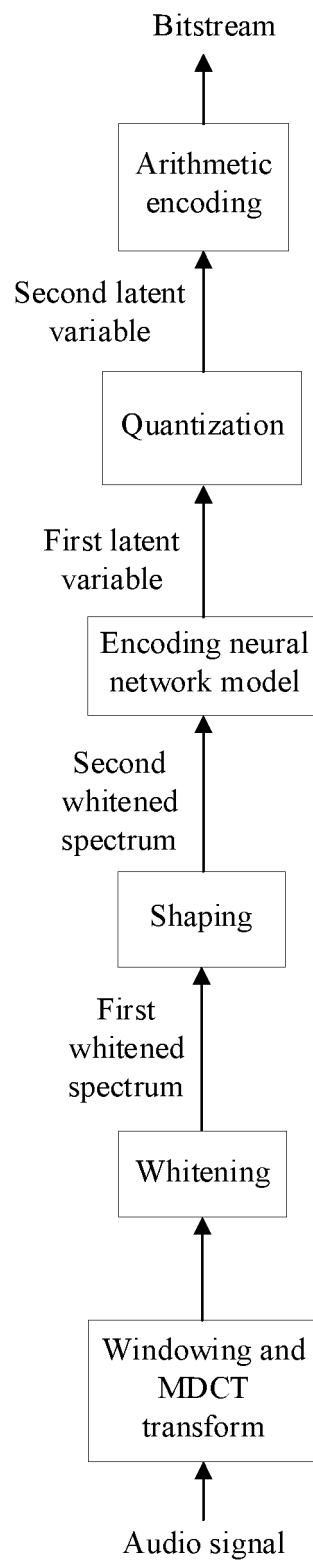 Bitstream
Arithmetic
encoding
Second latent
variable
Quantization
First latent
variable
Encoding neural
network model
Second
whitened
spectrum
Shaping
First
whitened
spectrum
Whitening
Windowing and
MDCT
transform
Audio signal